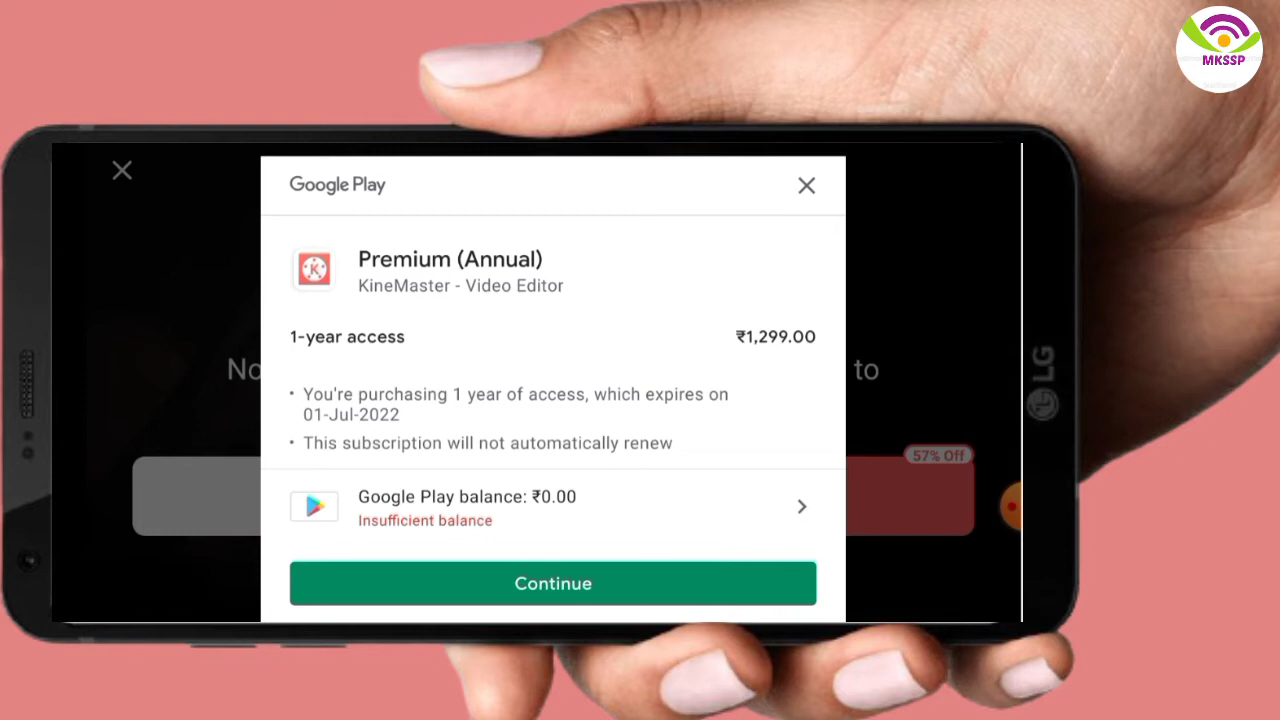 MKSSP
Google Play
Premium (Annual)
KineMaster - Video Editor
1-year access ₹1,299.00
No
to
• You're purchasing 1 year of access, which expires on
01-Jul-2022
• This subscription will not automatically renew
57% Off
Google Play balance: ₹0.00
Insufficient balance
Continue
LG